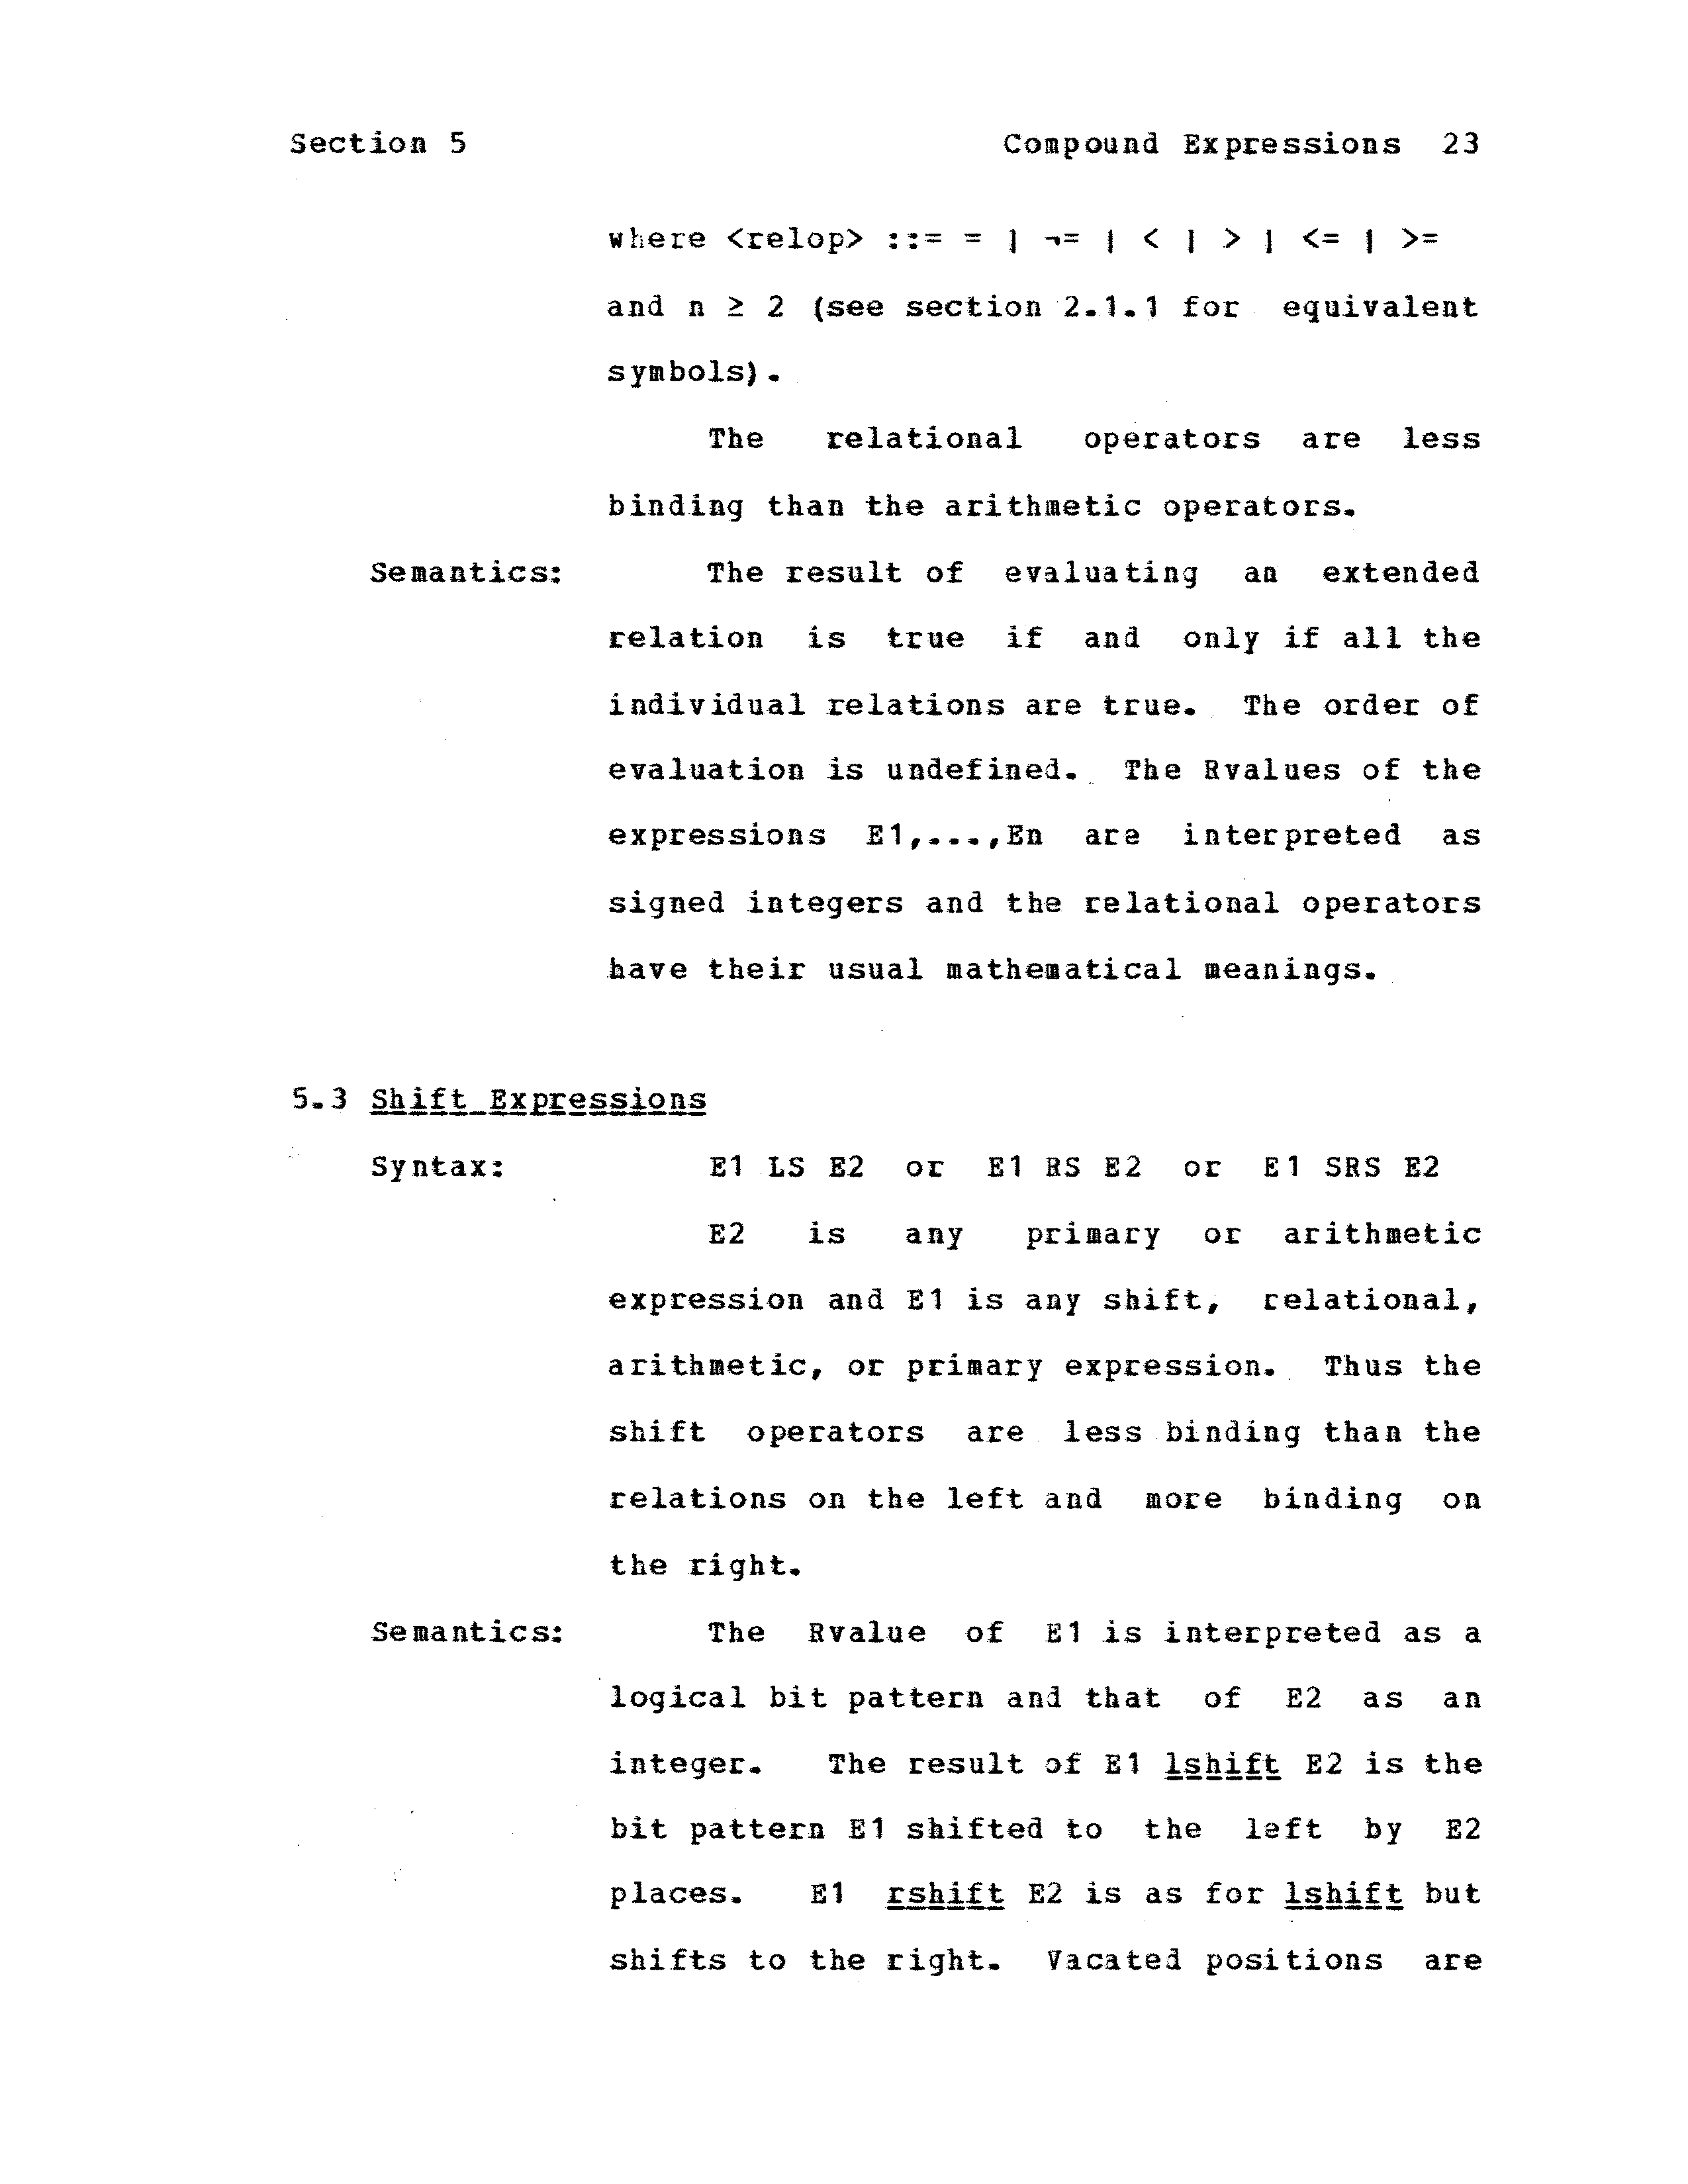 Section 5 Compound Expressions 23
where <relop> ::= = | ¬= | < | > | <= | >=
and n ≥ 2 (see section 2.1.1 for equivalent
symbols).
The relational operators are less
binding than the arithmetic operators.
Semantics: The result of evaluating an extended
relation is true if and only if all the
individual relations are true. The order of
evaluation is undefined. The Rvalues of the
expressions E1,...,En are interpreted as
signed integers and the relational operators
have their usual mathematical meanings.
5.3 Shift Expressions
Syntax: E1 LS E2 or E1 RS E2 or E1 SRS E2
E2 is any primary or arithmetic
expression and E1 is any shift, relational,
arithmetic, or primary expression. Thus the
shift operators are less binding than the
relations on the left and more binding on
the right.
Semantics: The Rvalue of E1 is interpreted as a
logical bit pattern and that of E2 as an
integer. The result of E1 lshift E2 is the
bit pattern E1 shifted to the left by E2
places. E1 rshift E2 is as for lshift but
shifts to the right. Vacated positions are